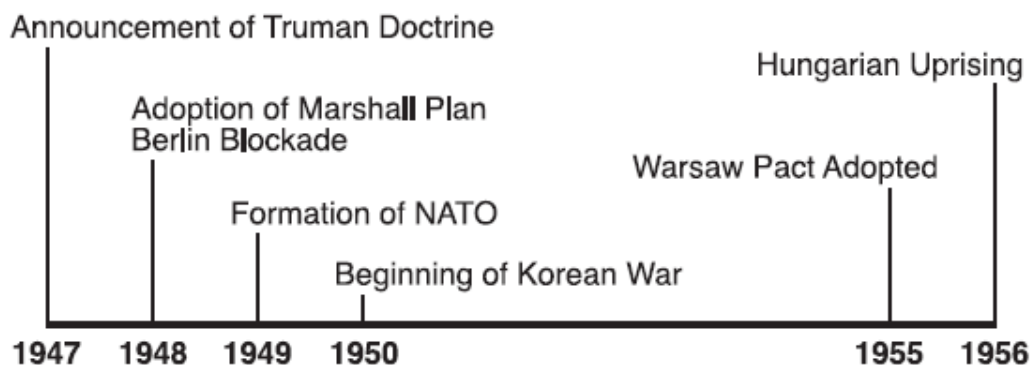 Announcement of Truman Doctrine
Hungarian Uprising
Adoption of Marshall Plan
Berlin Blockade
Warsaw Pact Adopted
Formation of NATO
Beginning of Korean War
1947 1948 1949 1950 1955 1956